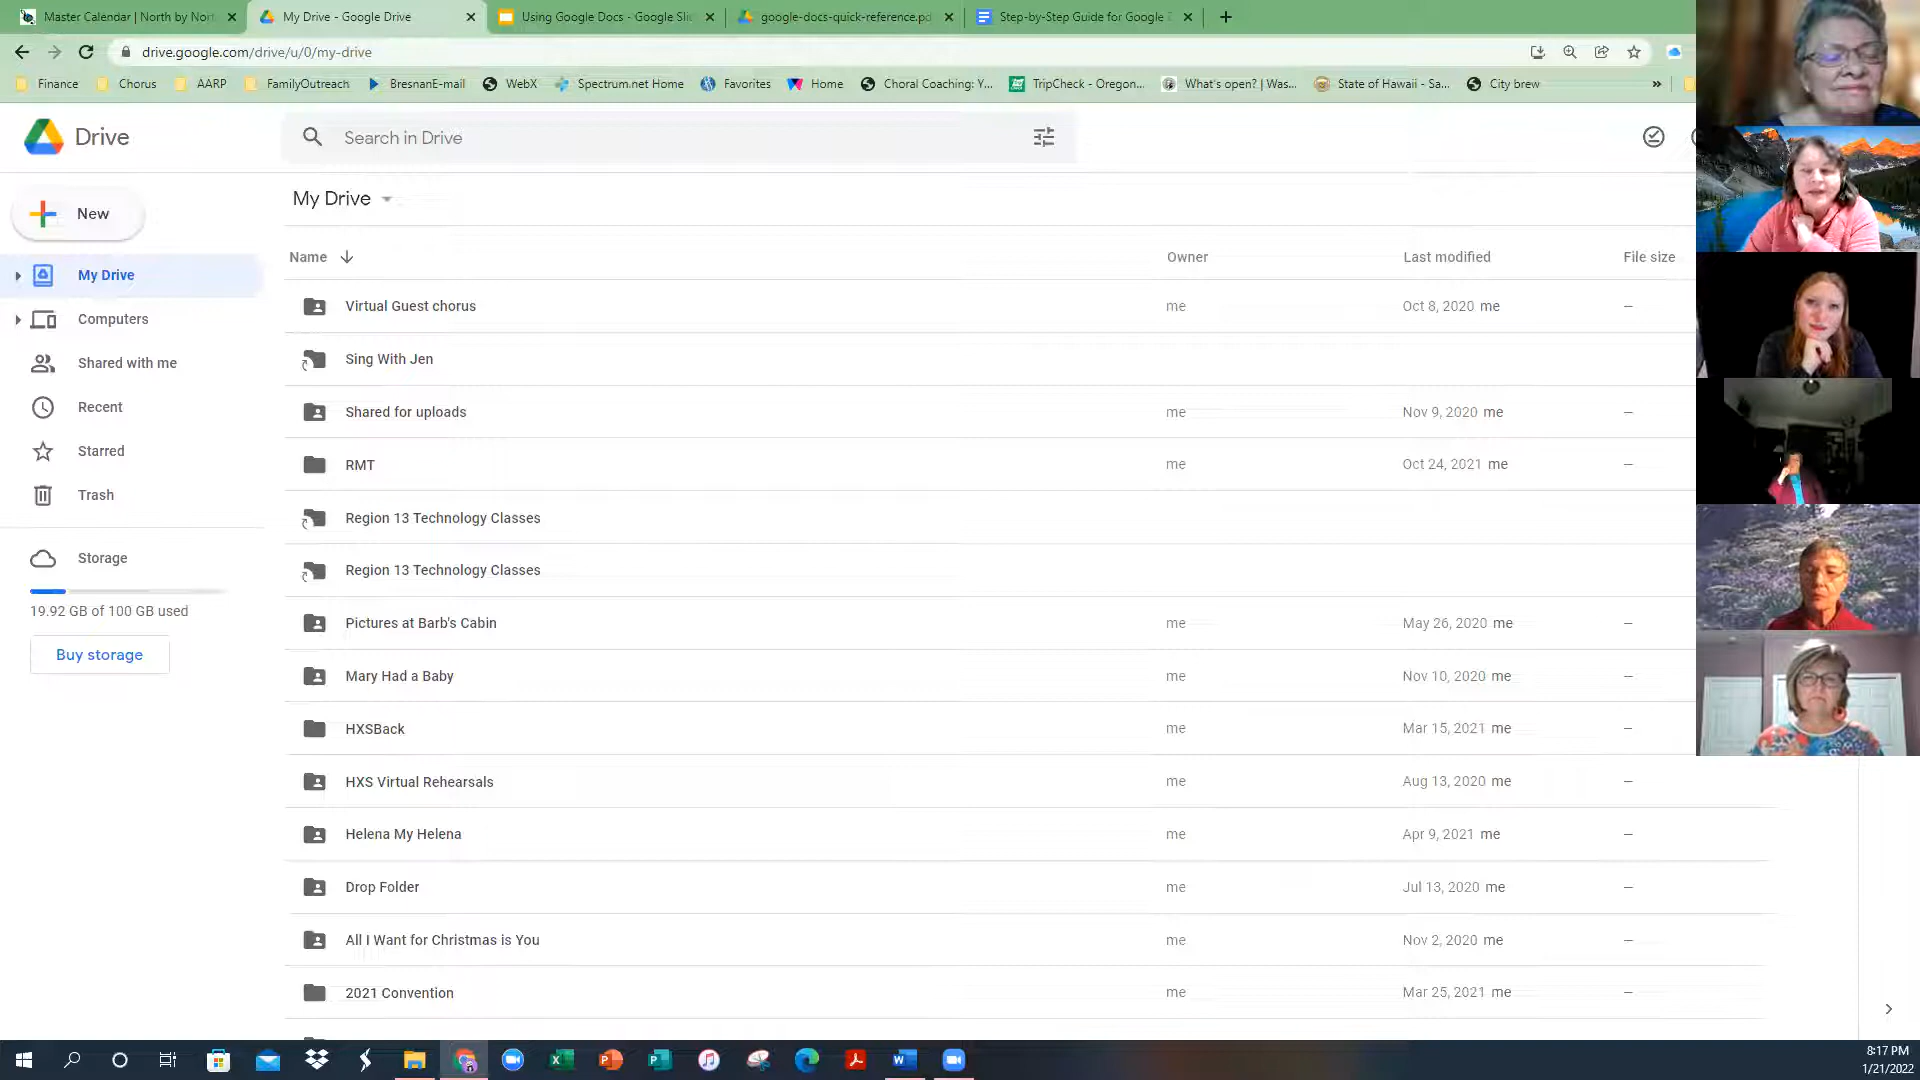 Master Calendar | North by Nor
My Drive - Google Drive
Using Google Docs - Google Sli
google-docs-quick-reference.pd
Step-by-Step Guide for Google
drive.google.com/drive/u/0/my-drive
Finance
Chorus
AARP
FamilyOutreach
BresnanE-mail
WebX
Spectrum.net Home
Favorites
Home
Choral Coaching: Y...
TripCheck - Oregon...
What's open? | Was...
State of Hawaii - Sa...
City brew
»
Drive
Search in Drive
New
My Drive
Computers
Shared with me
Recent
Starred
Trash
Storage
19.92 GB of 100 GB used
Buy storage
My Drive
Name Owner Last modified File size
Virtual Guest chorus me Oct 8, 2020 me –
Sing With Jen
Shared for uploads me Nov 9, 2020 me –
RMT me Oct 24, 2021 me –
Region 13 Technology Classes
Region 13 Technology Classes
Pictures at Barb's Cabin me May 26, 2020 me –
Mary Had a Baby me Nov 10, 2020 me –
HXSBack me Mar 15, 2021 me –
HXS Virtual Rehearsals me Aug 13, 2020 me –
Helena My Helena me Apr 9, 2021 me –
Drop Folder me Jul 13, 2020 me –
All I Want for Christmas is You me Nov 2, 2020 me –
2021 Convention me Mar 25, 2021 me –
8:17 PM
1/21/2022